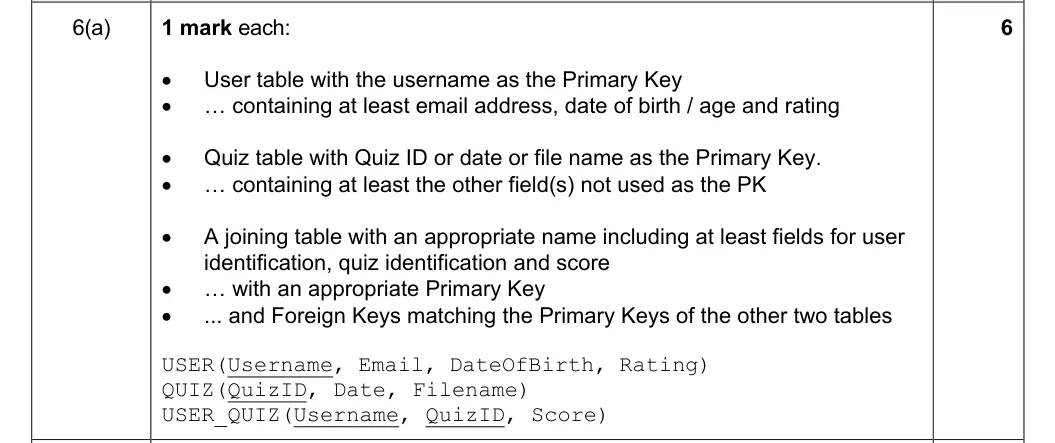 6(a) 1 mark each: 6
• User table with the username as the Primary Key
• … containing at least email address, date of birth / age and rating
• Quiz table with Quiz ID or date or file name as the Primary Key.
• … containing at least the other field(s) not used as the PK
• A joining table with an appropriate name including at least fields for user
identification, quiz identification and score
• … with an appropriate Primary Key
• ... and Foreign Keys matching the Primary Keys of the other two tables
USER(Username, Email, DateOfBirth, Rating)
QUIZ(QuizID, Date, Filename)
USER_QUIZ(Username, QuizID, Score)